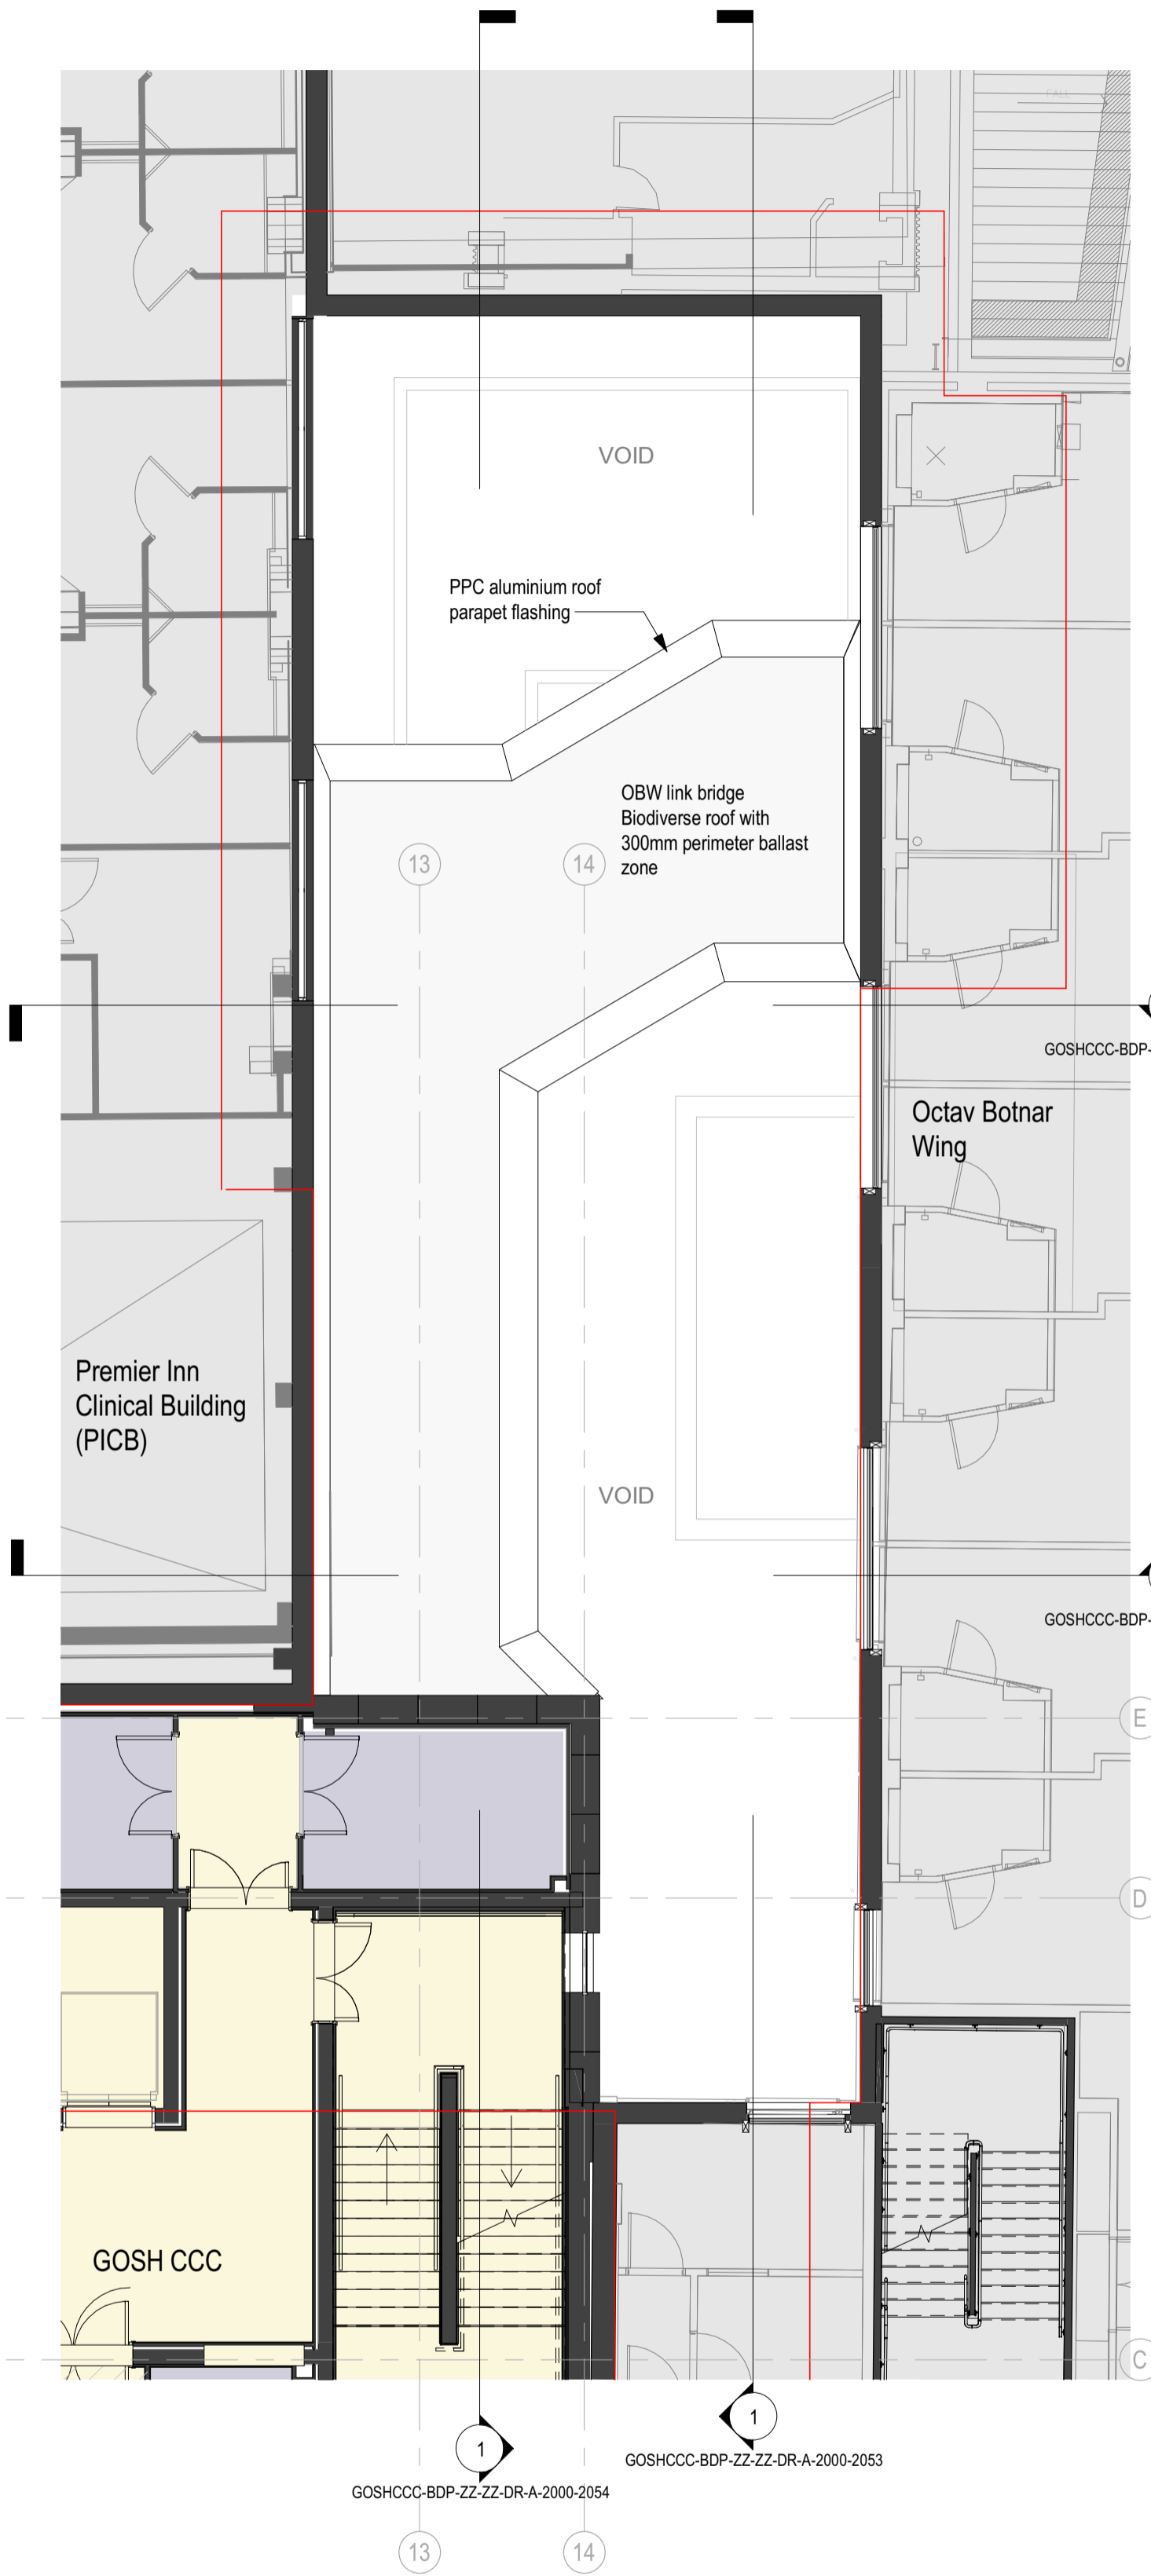 FALL
VOID
PPC aluminium roof
parapet flashing
OBW link bridge
Biodiverse roof with
300mm perimeter ballast
zone
13
14
GOSHCCC-BDP-
Octav Botnar
Wing
Premier Inn
Clinical Building
(PICB)
VOID
GOSHCCC-BDP-
E
D
GOSH CCC
C
1
1
GOSHCCC-BDP-ZZ-ZZ-DR-A-2000-2053
GOSHCCC-BDP-ZZ-ZZ-DR-A-2000-2054
13
14